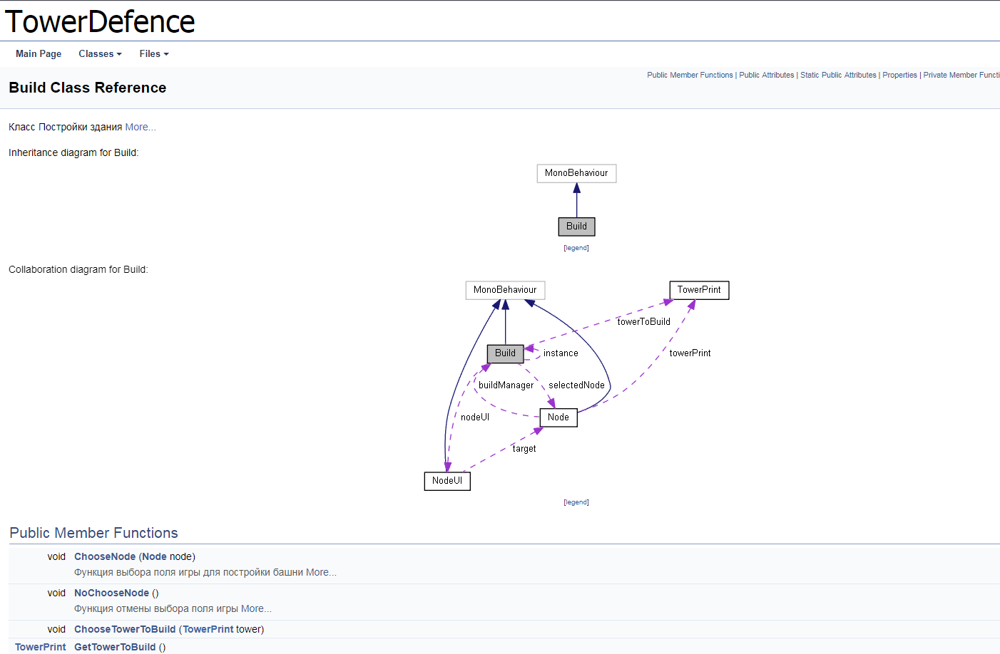 TowerDefence
Main Page Classes Files
Public Member Functions | Public Attributes | Static Public Attributes | Properties | Private Member Functi
Build Class Reference
Класс Постройки здания More...
Inheritance diagram for Build:
MonoBehaviour
Build
[legend]
Collaboration diagram for Build:
MonoBehaviour TowerPrint
towerToBuild
Build instance towerPrint
buildManager selectedNode
nodeUI Node
target
NodeUI
[legend]
Public Member Functions
void ChooseNode (Node node)
Функция выбора поля игры для постройки башни More...
void NoChooseNode ()
Функция отмены выбора поля игры More...
void ChooseTowerToBuild (TowerPrint tower)
TowerPrint GetTowerToBuild ()